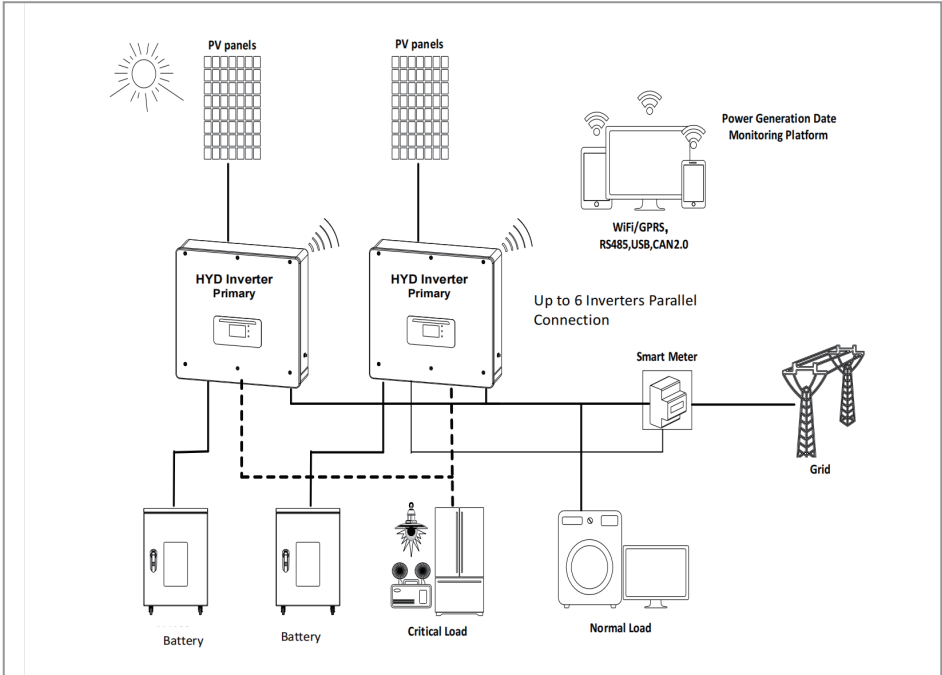 PV panels
PV panels
Power Generation Date
Monitoring Platform
WiFi/GPRS,
RS485,USB,CAN2.0
HYD Inverter
Primary
HYD Inverter
Primary
Up to 6 Inverters Parallel
Connection
Smart Meter
Grid
Battery
Battery
Critical Load
Normal Load